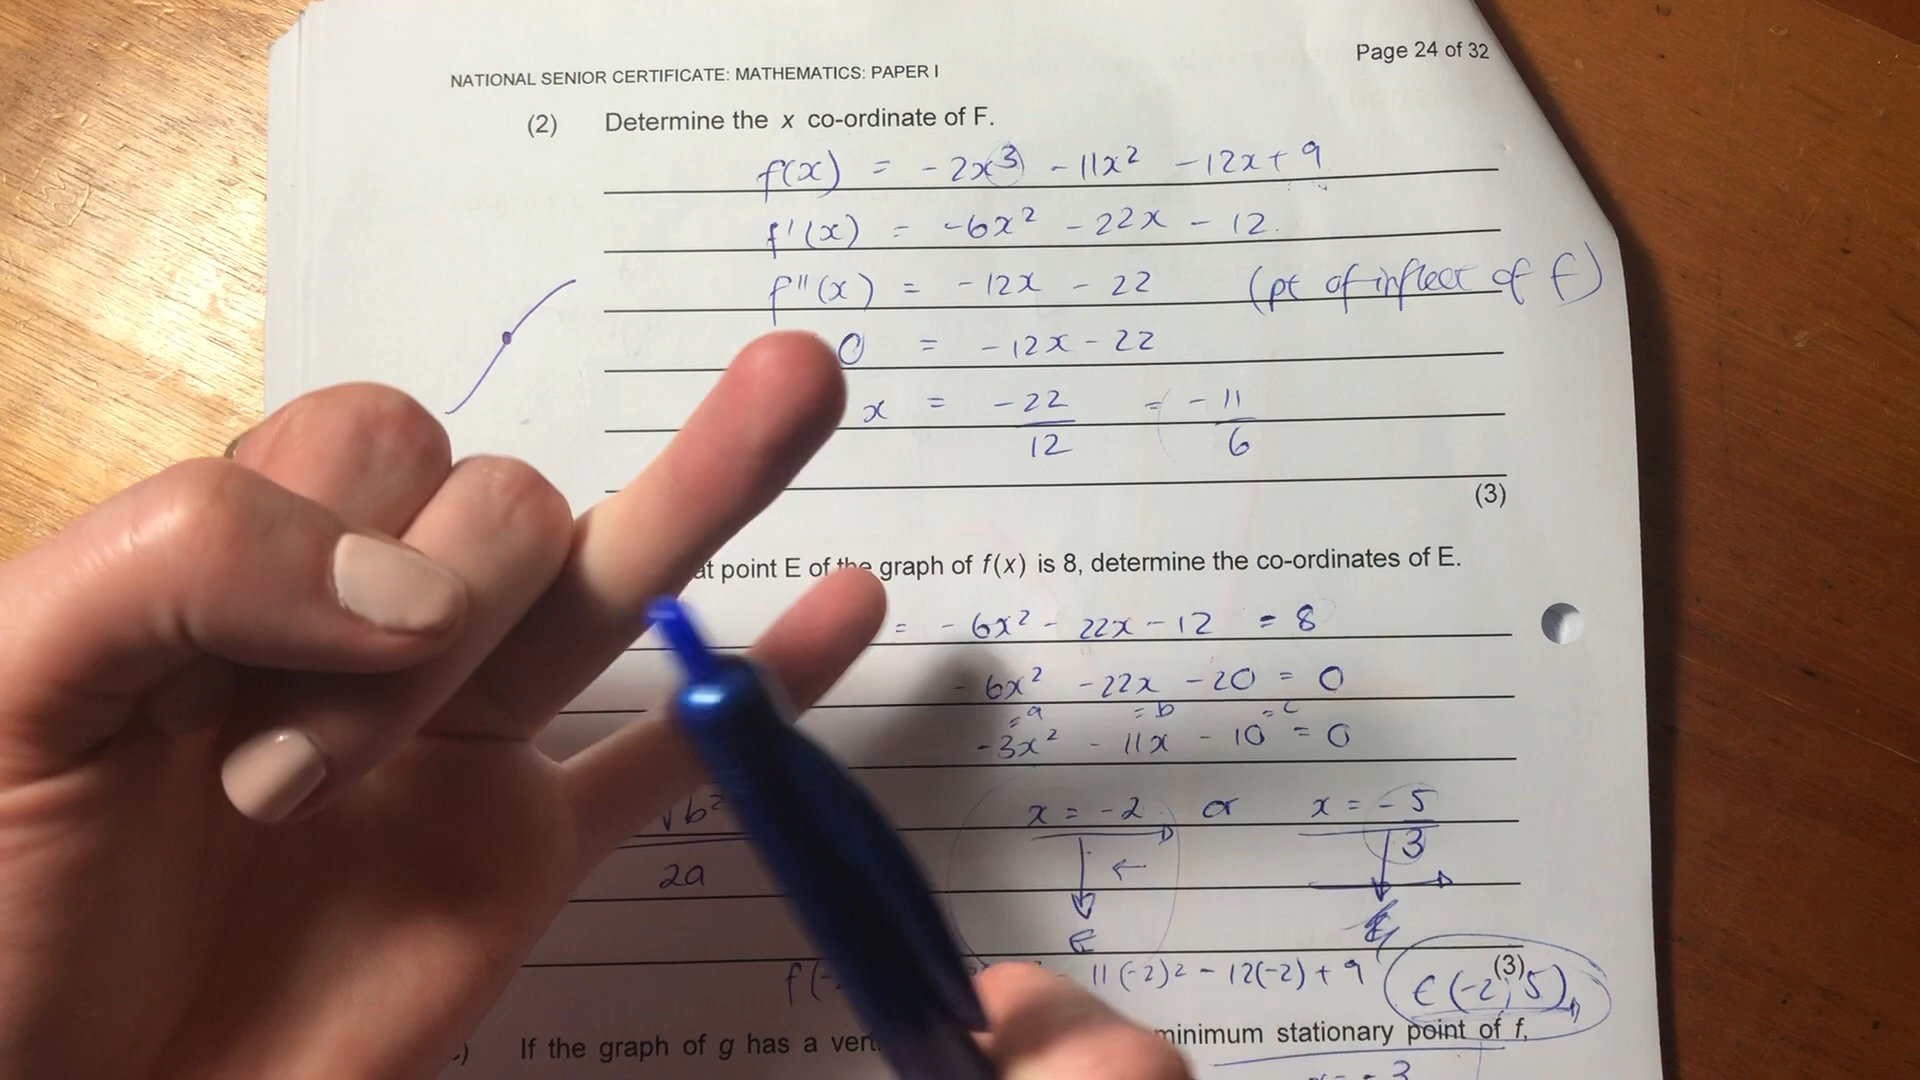 Page 24 of 32
NATIONAL SENIOR CERTIFICATE: MATHEMATICS: PAPER I
(2) Determine the x co-ordinate of F.
f(x) = -2x³ - 11x² - 12x + 9
f'(x) = -6x² - 22x - 12.
f''(x) = -12x - 22 (pt of inflect of f)
0 = -12x - 22
x = -22/12 = -11/6
(3)
at point E of the graph of f(x) is 8, determine the co-ordinates of E.
= -6x² - 22x - 12 = 8
-6x² - 22x - 20 = 0
=a =b =c
-3x² - 11x - 10 = 0
√b²
2a
x = -2 or x = -5/3
E
(3)
f(- - 11(-2)2 - 12(-2) + 9 E(-2;5)
) If the graph of g has a minimum stationary point of f,